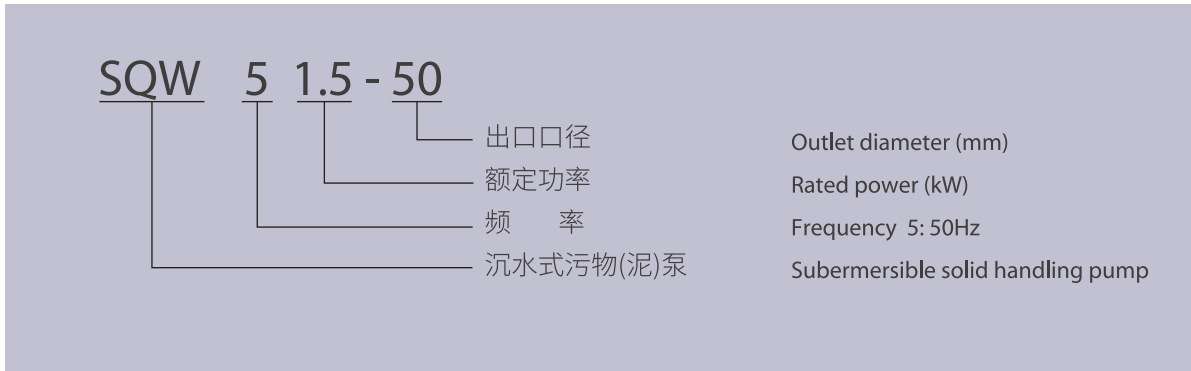 SQW 5 1.5 - 50
出口口径 Outlet diameter (mm)
额定功率 Rated power (kW)
频 率 Frequency 5: 50Hz
沉水式污物(泥)泵 Subermersible solid handling pump